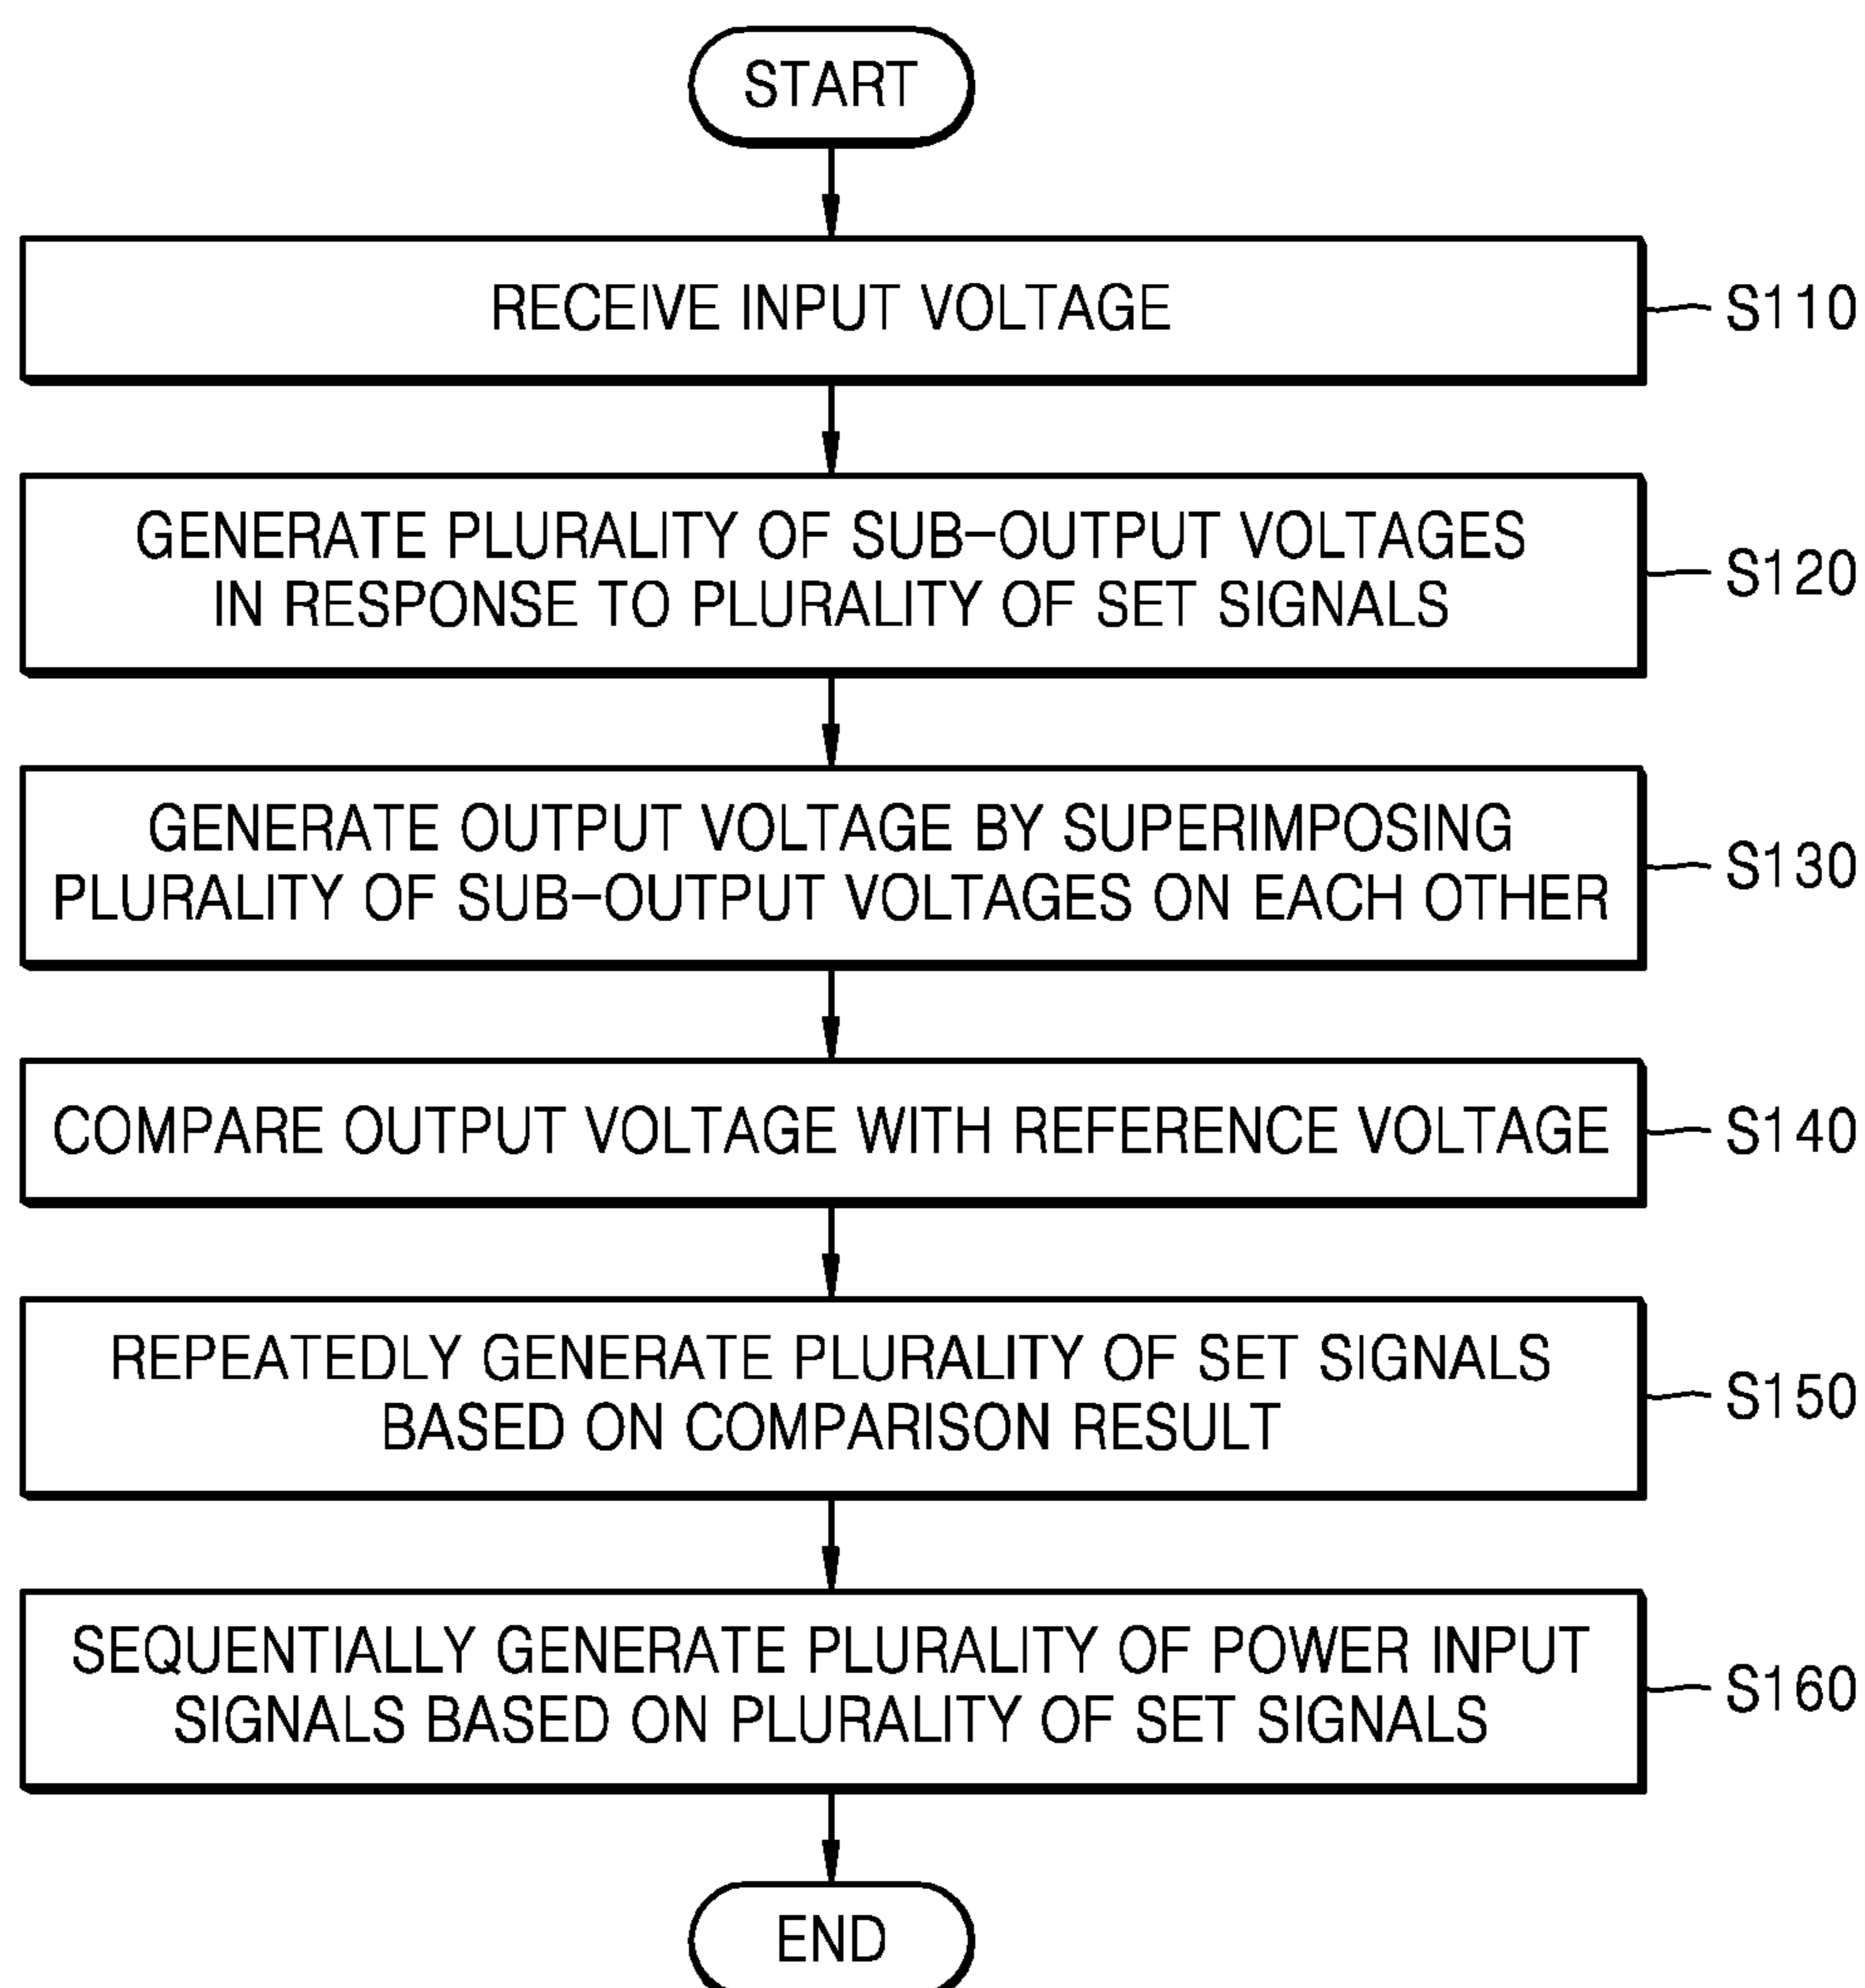 START
RECEIVE INPUT VOLTAGE
S110
GENERATE PLURALITY OF SUB-OUTPUT VOLTAGES
IN RESPONSE TO PLURALITY OF SET SIGNALS
S120
GENERATE OUTPUT VOLTAGE BY SUPERIMPOSING
PLURALITY OF SUB-OUTPUT VOLTAGES ON EACH OTHER
S130
COMPARE OUTPUT VOLTAGE WITH REFERENCE VOLTAGE
S140
REPEATEDLY GENERATE PLURALITY OF SET SIGNALS
BASED ON COMPARISON RESULT
S150
SEQUENTIALLY GENERATE PLURALITY OF POWER INPUT
SIGNALS BASED ON PLURALITY OF SET SIGNALS
S160
END